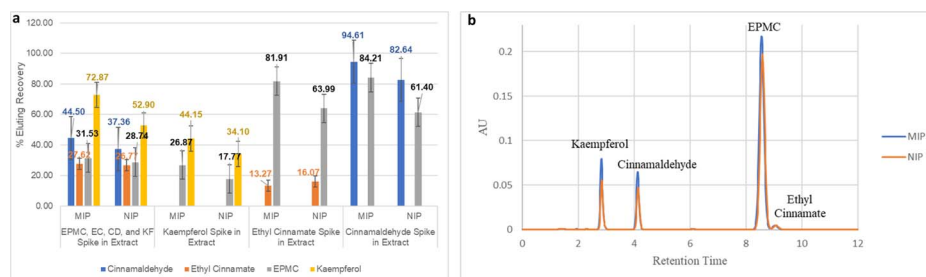 a
120.00
100.00
80.00
60.00
40.00
20.00
0.00
% Eluting Recovery
44.50
27.62
31.53
72.87
37.36
26.77
28.74
52.90
26.87
44.15
17.77
34.10
13.27
81.91
16.07
63.99
94.61
84.21
82.64
61.40
MIP NIP MIP NIP MIP NIP MIP NIP
EPMC, EC, CD, and KF Spike in Extract
Kaempferol Spike in Extract
Ethyl Cinnamate Spike in Extract
Cinnamaldehyde Spike in Extract
Cinnamaldehyde Ethyl Cinnamate EPMC Kaempferol
b
0.2
0.15
0.1
0.05
0
AU
EPMC
Kaempferol
Cinnamaldehyde
Ethyl
Cinnamate
0 2 4 6 8 10 12
Retention Time
MIP
NIP